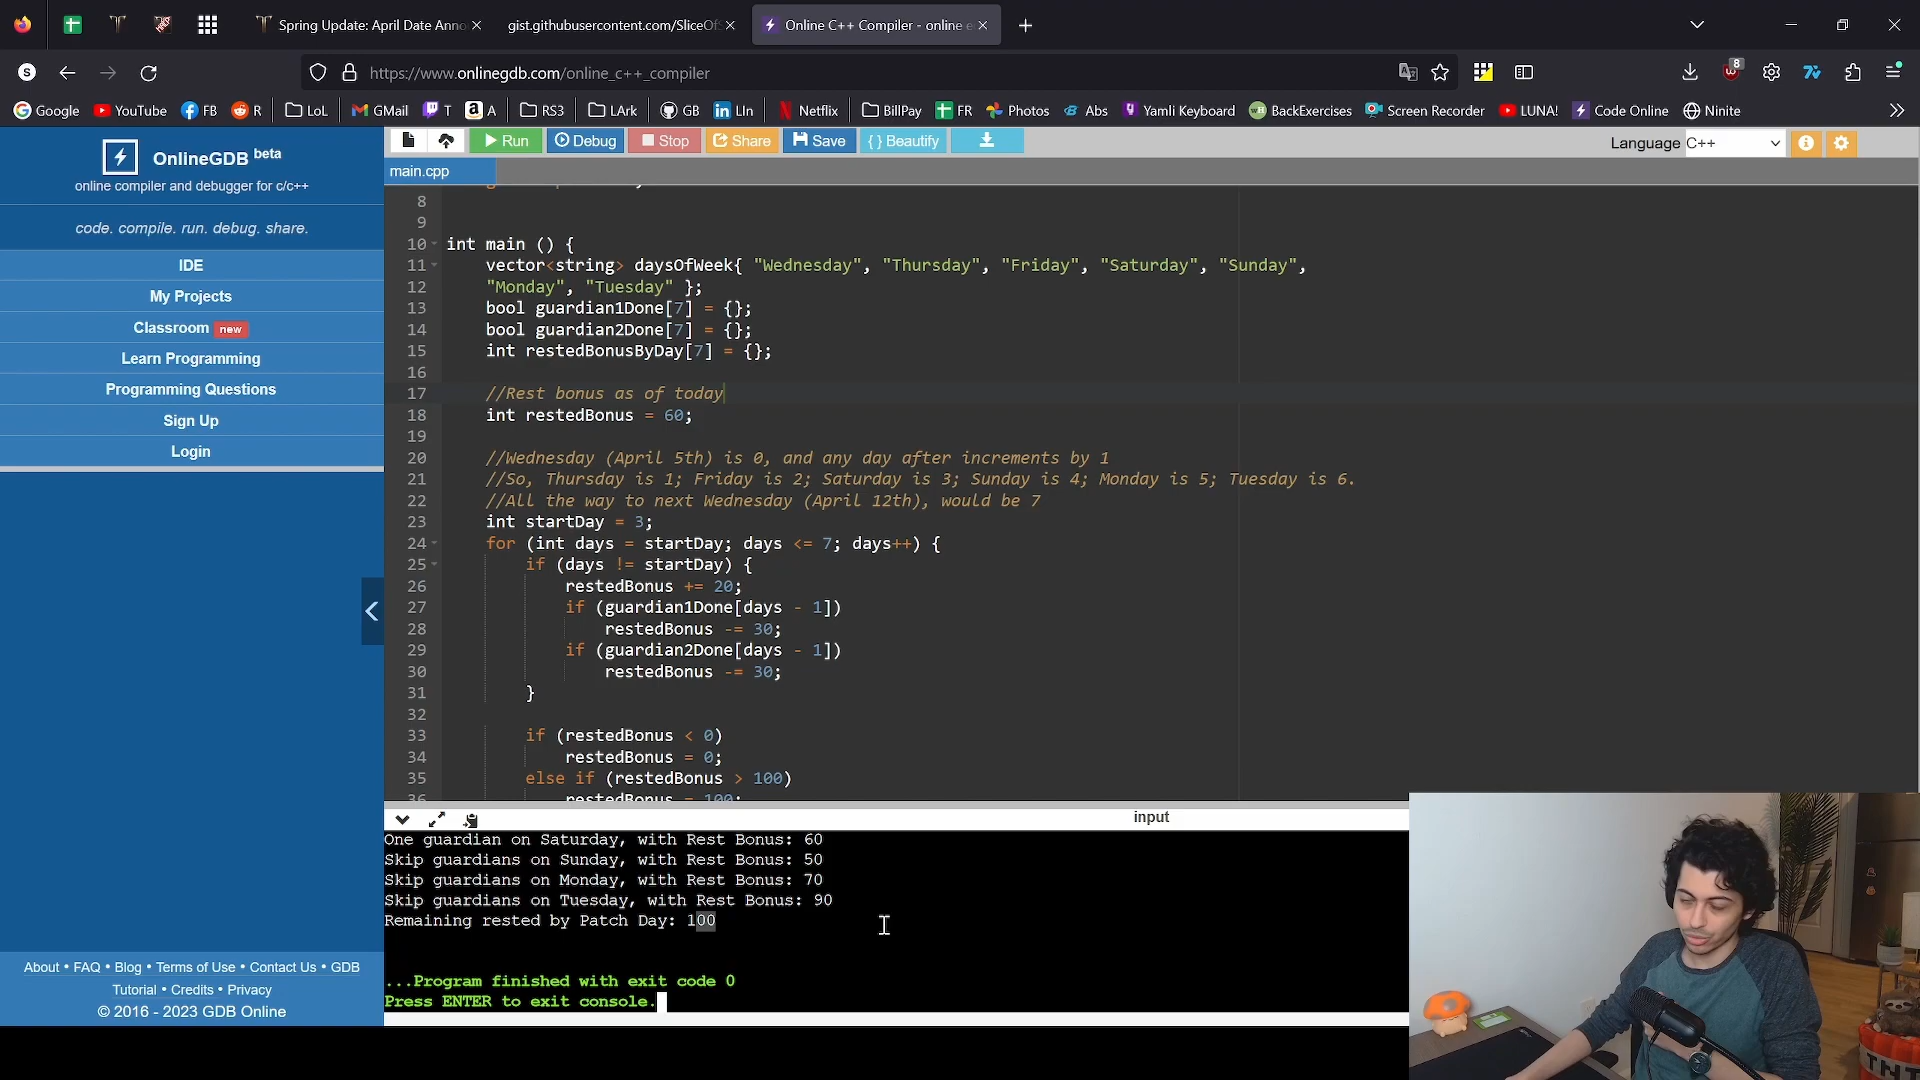 Spring Update: April Date Anno
gist.githubusercontent.com/SliceOfS
Online C++ Compiler - online e
S
https://www.onlinegdb.com/online_c++_compiler
8
Google YouTube FB R LoL GMail T A RS3 LArk GB LIn Netflix BillPay FR Photos Abs Yamli Keyboard BackExercises Screen Recorder LUNA! Code Online Ninite
OnlineGDB beta
online compiler and debugger for c/c++
code. compile. run. debug. share.
IDE
My Projects
Classroom new
Learn Programming
Programming Questions
Sign Up
Login
About • FAQ • Blog • Terms of Use • Contact Us • GDB
Tutorial • Credits • Privacy
© 2016 - 2023 GDB Online
Run Debug Stop Share Save { } Beautify
Language C++
main.cpp
8
9
10 int main () {
11 vector<string> daysOfWeek{ "Wednesday", "Thursday", "Friday", "Saturday", "Sunday",
12 "Monday", "Tuesday" };
13 bool guardian1Done[7] = {};
14 bool guardian2Done[7] = {};
15 int restedBonusByDay[7] = {};
16
17 //Rest bonus as of today
18 int restedBonus = 60;
19
20 //Wednesday (April 5th) is 0, and any day after increments by 1
21 //So, Thursday is 1; Friday is 2; Saturday is 3; Sunday is 4; Monday is 5; Tuesday is 6.
22 //All the way to next Wednesday (April 12th), would be 7
23 int startDay = 3;
24 for (int days = startDay; days <= 7; days++) {
25 if (days != startDay) {
26 restedBonus += 20;
27 if (guardian1Done[days - 1])
28 restedBonus -= 30;
29 if (guardian2Done[days - 1])
30 restedBonus -= 30;
31 }
32
33 if (restedBonus < 0)
34 restedBonus = 0;
35 else if (restedBonus > 100)
36 restedBonus = 100;
input
One guardian on Saturday, with Rest Bonus: 60
Skip guardians on Sunday, with Rest Bonus: 50
Skip guardians on Monday, with Rest Bonus: 70
Skip guardians on Tuesday, with Rest Bonus: 90
Remaining rested by Patch Day: 100
...Program finished with exit code 0
Press ENTER to exit console.
TNT